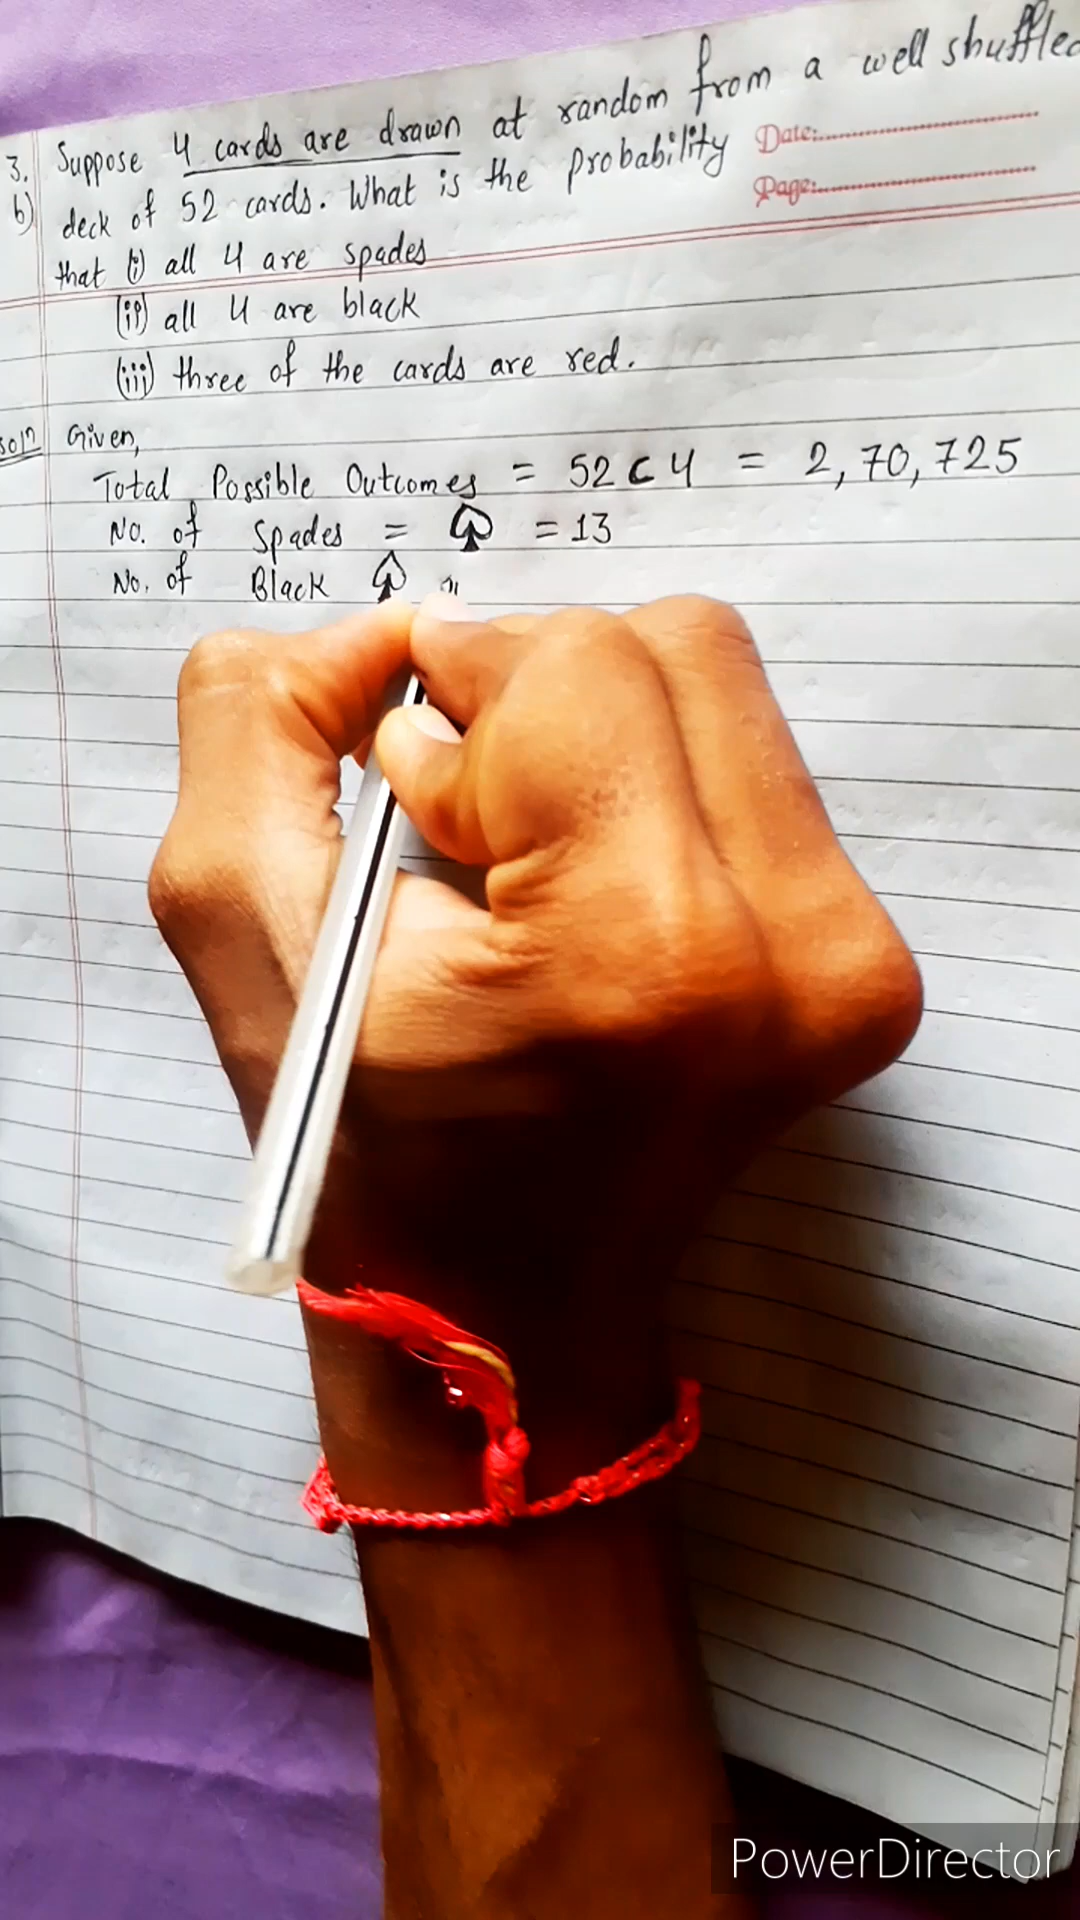 3. Suppose 4 cards are drawn at random from a well shuffled
b) deck of 52 cards. What is the probability
Date:
Page:
that (i) all 4 are spades
(ii) all 4 are black
(iii) three of the cards are red.
Soln Given,
Total Possible Outcomes = 52C4 = 2,70,725
No. of Spades = ♠ = 13
No. of Black ♠
PowerDirector